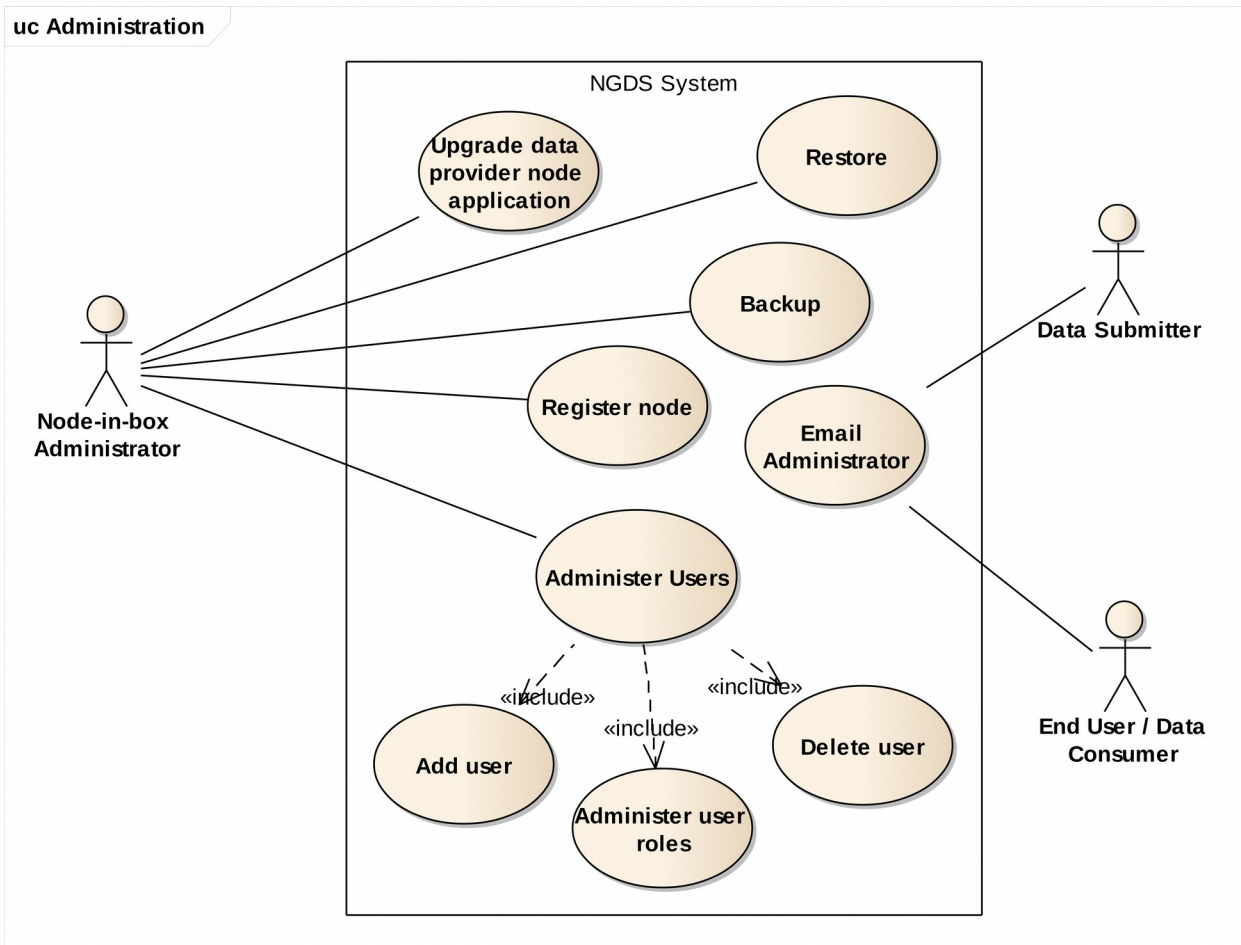 uc Administration
NGDS System
Upgrade data
provider node
application
Restore
Backup
Data Submitter
Register node
Node-in-box
Administrator
Email
Administrator
Administer Users
«include»
«include»
«include»
End User / Data
Consumer
Add user
Delete user
Administer user
roles